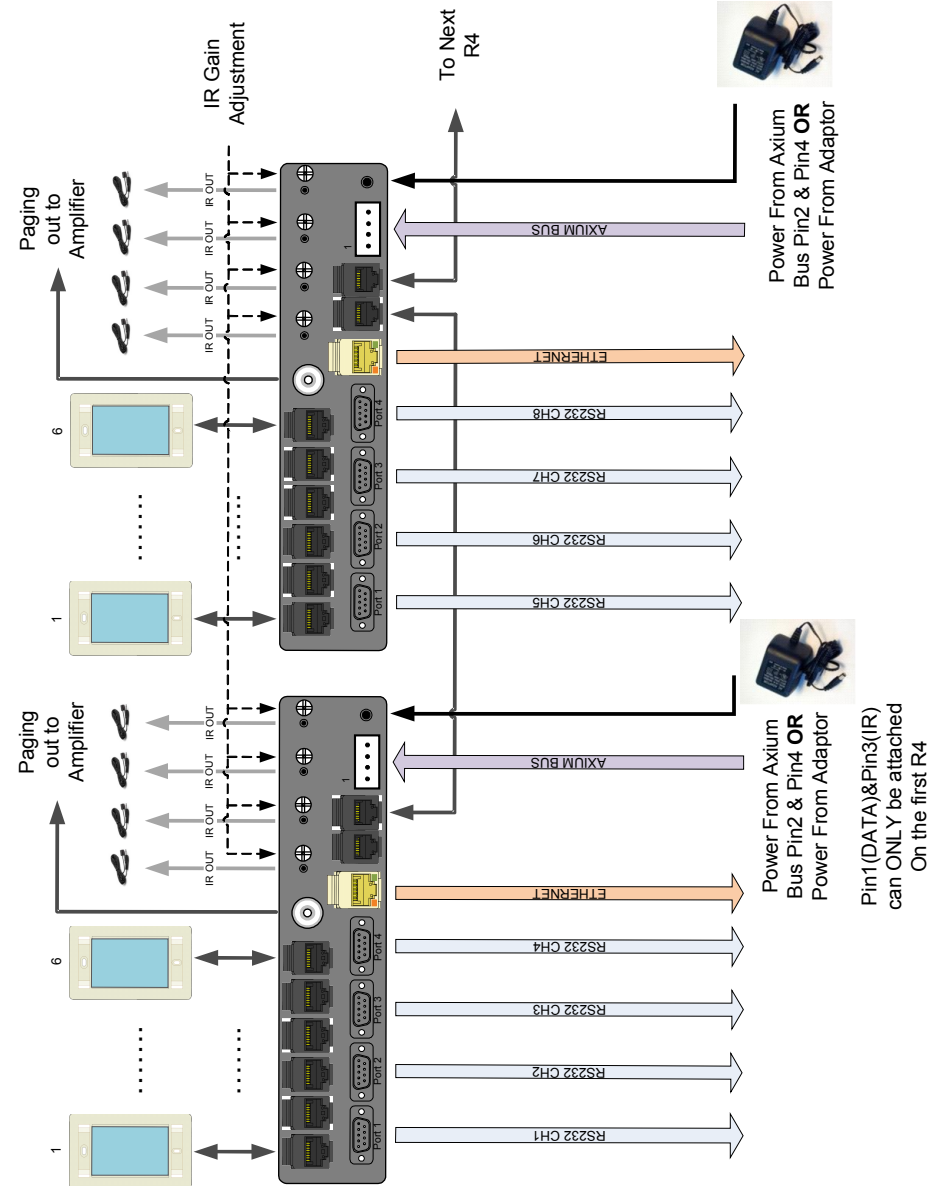 Paging
out to
Amplifier
IR Gain
Adjustment
To Next
R4
6
1
IR OUT
IR OUT
IR OUT
IR OUT
1
Port 1
Port 2
Port 3
Port 4
RS232 CH5
RS232 CH6
RS232 CH7
RS232 CH8
ETHERNET
AXIUM BUS
Power From Axium
Bus Pin2 & Pin4 OR
Power From Adaptor
Paging
out to
Amplifier
6
1
IR OUT
IR OUT
IR OUT
IR OUT
1
Port 1
Port 2
Port 3
Port 4
RS232 CH1
RS232 CH2
RS232 CH3
RS232 CH4
ETHERNET
AXIUM BUS
Power From Axium
Bus Pin2 & Pin4 OR
Power From Adaptor
Pin1(DATA)&Pin3(IR)
can ONLY be attached
On the first R4